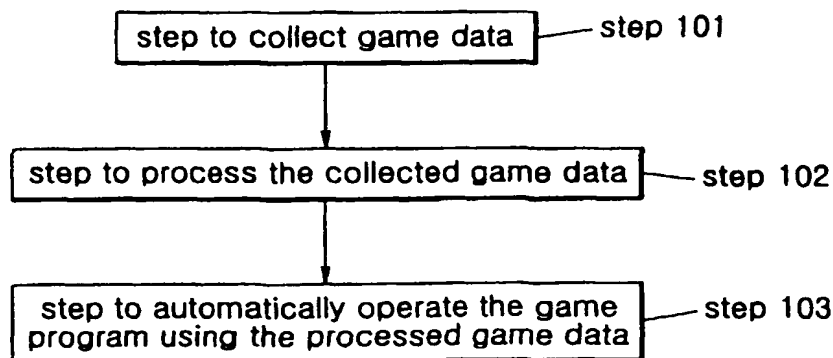 step to collect game data
step 101
step to process the collected game data
step 102
step to automatically operate the game
program using the processed game data
step 103